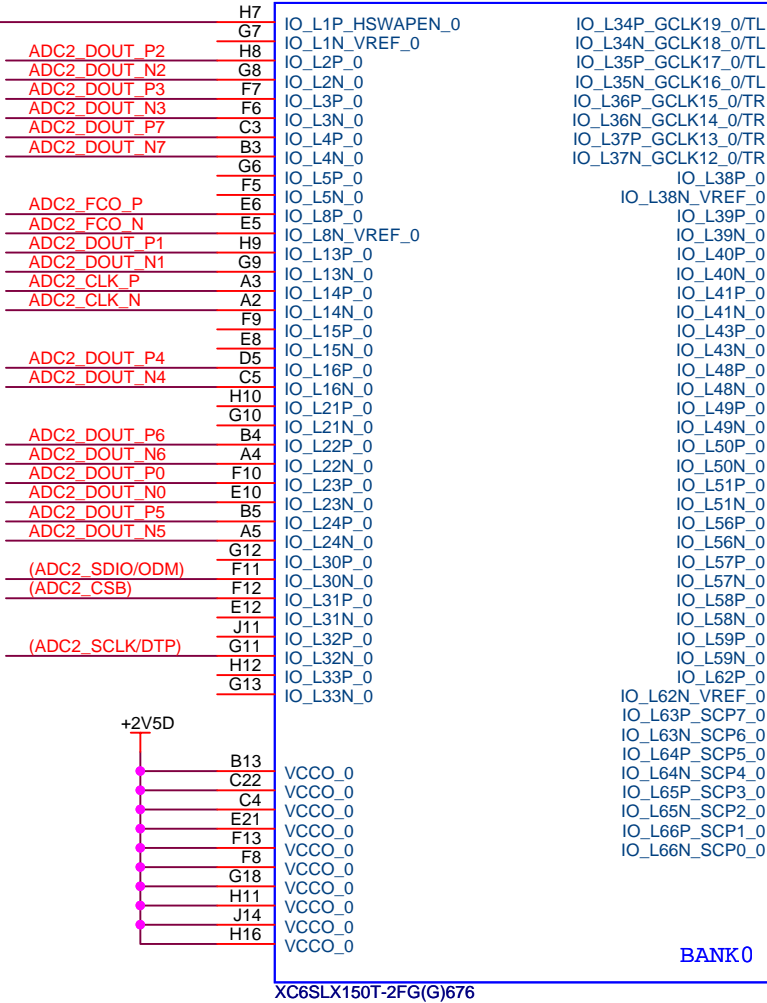 H7 IO_L1P_HSWAPEN_0 IO_L34P_GCLK19_0/TL
G7 IO_L1N_VREF_0 IO_L34N_GCLK18_0/TL
ADC2_DOUT_P2 H8 IO_L2P_0 IO_L35P_GCLK17_0/TL
ADC2_DOUT_N2 G8 IO_L2N_0 IO_L35N_GCLK16_0/TL
ADC2_DOUT_P3 F7 IO_L3P_0 IO_L36P_GCLK15_0/TR
ADC2_DOUT_N3 F6 IO_L3N_0 IO_L36N_GCLK14_0/TR
ADC2_DOUT_P7 C3 IO_L4P_0 IO_L37P_GCLK13_0/TR
ADC2_DOUT_N7 B3 IO_L4N_0 IO_L37N_GCLK12_0/TR
G6 IO_L5P_0 IO_L38P_0
F5 IO_L5N_0 IO_L38N_VREF_0
ADC2_FCO_P E6 IO_L8P_0 IO_L39P_0
ADC2_FCO_N E5 IO_L8N_VREF_0 IO_L39N_0
ADC2_DOUT_P1 H9 IO_L13P_0 IO_L40P_0
ADC2_DOUT_N1 G9 IO_L13N_0 IO_L40N_0
ADC2_CLK_P A3 IO_L14P_0 IO_L41P_0
ADC2_CLK_N A2 IO_L14N_0 IO_L41N_0
F9 IO_L15P_0 IO_L43P_0
E8 IO_L15N_0 IO_L43N_0
ADC2_DOUT_P4 D5 IO_L16P_0 IO_L48P_0
ADC2_DOUT_N4 C5 IO_L16N_0 IO_L48N_0
H10 IO_L21P_0 IO_L49P_0
G10 IO_L21N_0 IO_L49N_0
ADC2_DOUT_P6 B4 IO_L22P_0 IO_L50P_0
ADC2_DOUT_N6 A4 IO_L22N_0 IO_L50N_0
ADC2_DOUT_P0 F10 IO_L23P_0 IO_L51P_0
ADC2_DOUT_N0 E10 IO_L23N_0 IO_L51N_0
ADC2_DOUT_P5 B5 IO_L24P_0 IO_L56P_0
ADC2_DOUT_N5 A5 IO_L24N_0 IO_L56N_0
G12 IO_L30P_0 IO_L57P_0
(ADC2_SDIO/ODM) F11 IO_L30N_0 IO_L57N_0
(ADC2_CSB) F12 IO_L31P_0 IO_L58P_0
E12 IO_L31N_0 IO_L58N_0
J11 IO_L32P_0 IO_L59P_0
(ADC2_SCLK/DTP) G11 IO_L32N_0 IO_L59N_0
H12 IO_L33P_0 IO_L62P_0
G13 IO_L33N_0 IO_L62N_VREF_0
IO_L63P_SCP7_0
+2V5D IO_L63N_SCP6_0
IO_L64P_SCP5_0
B13 VCCO_0 IO_L64N_SCP4_0
C22 VCCO_0 IO_L65P_SCP3_0
C4 VCCO_0 IO_L65N_SCP2_0
E21 VCCO_0 IO_L66P_SCP1_0
F13 VCCO_0 IO_L66N_SCP0_0
F8 VCCO_0
G18 VCCO_0
H11 VCCO_0
J14 VCCO_0
H16 VCCO_0
BANK0
XC6SLX150T-2FG(G)676